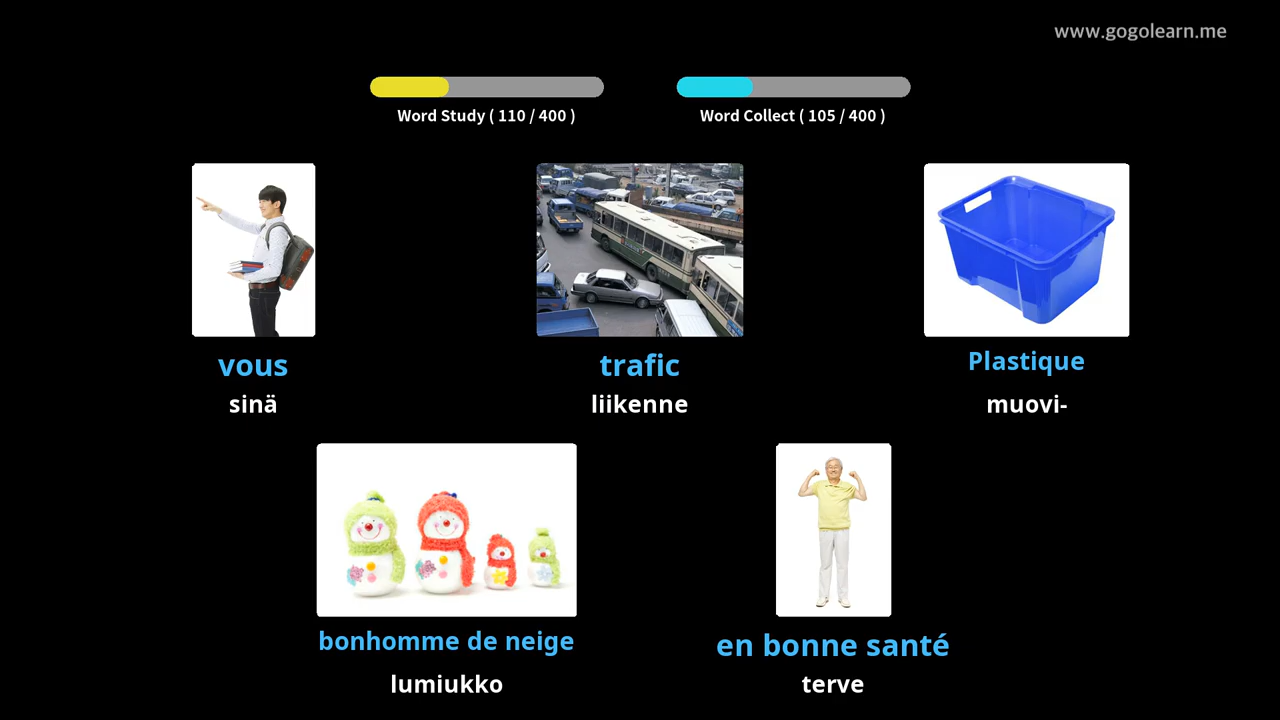 www.gogolearn.me
Word Study ( 110 / 400 )
Word Collect ( 105 / 400 )
vous
sinä
trafic
liikenne
Plastique
muovi-
bonhomme de neige
lumiukko
en bonne santé
terve